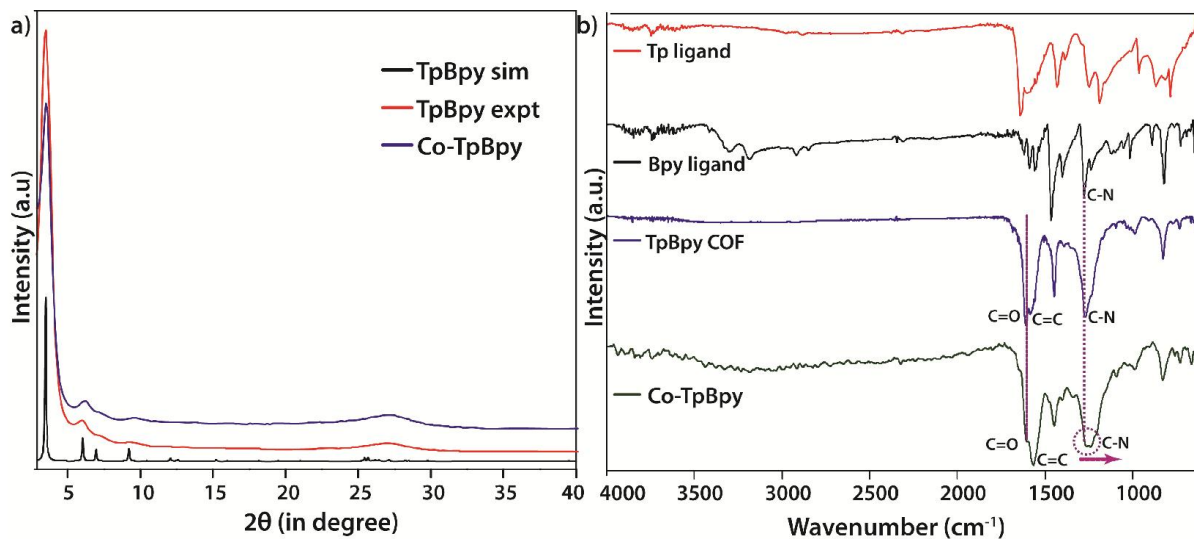 a)
TpBpy sim
TpBpy expt
Co-TpBpy
Intensity (a.u)
5 10 15 20 25 30 35 40
2θ (in degree)
b)
Tp ligand
Bpy ligand
C-N
TpBpy COF
C=O C=C C-N
Co-TpBpy
C=O C=C C-N
Intensity (a.u.)
4000 3500 3000 2500 2000 1500 1000
Wavenumber (cm⁻¹)